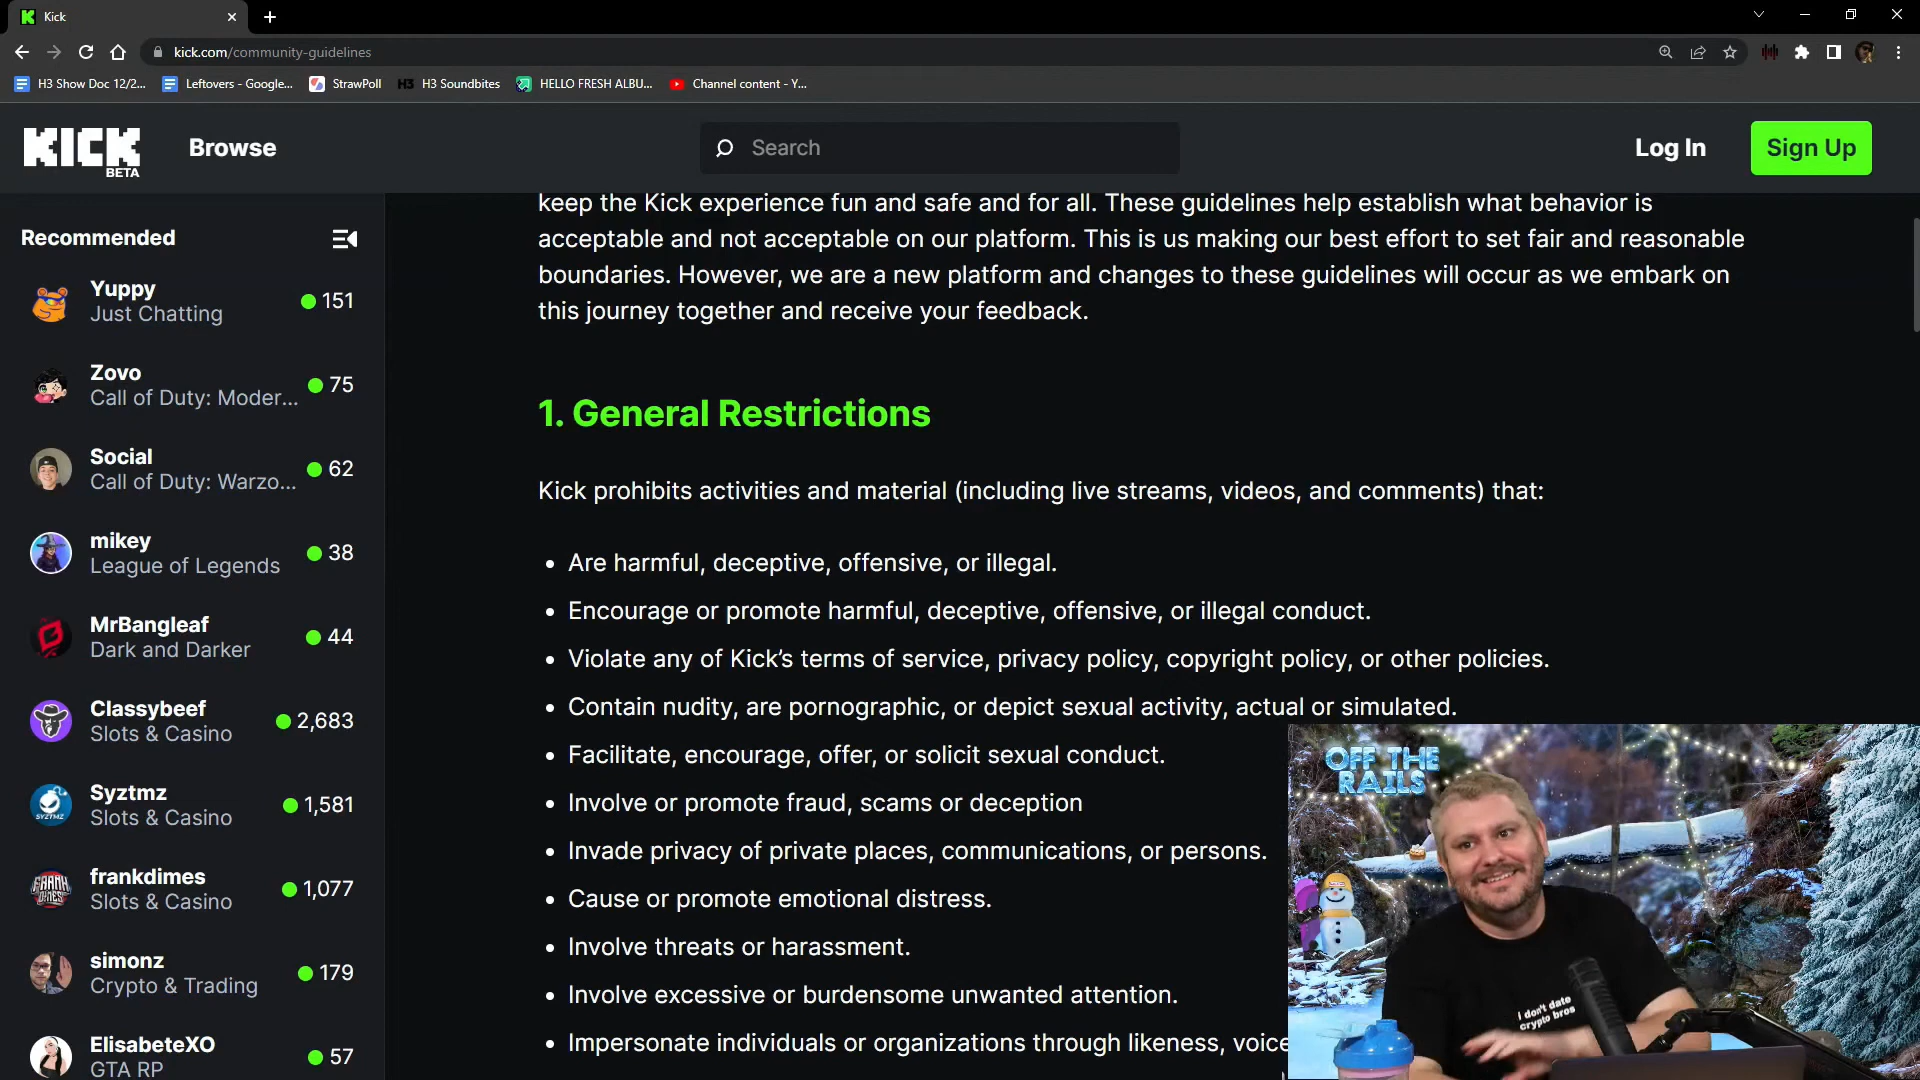 Kick
kick.com/community-guidelines
H3 Show Doc 12/2...
Leftovers - Google...
StrawPoll
H3 H3 Soundbites
HELLO FRESH ALBU...
Channel content - Y...
KICK
BETA
Browse
Search
Log In
Sign Up
Recommended
Yuppy
Just Chatting
151
Zovo
Call of Duty: Moder...
75
Social
Call of Duty: Warzo...
62
mikey
League of Legends
38
MrBangleaf
Dark and Darker
44
Classybeef
Slots & Casino
2,683
SYZTMZ
Syztmz
Slots & Casino
1,581
FRANK
DIMES
frankdimes
Slots & Casino
1,077
simonz
Crypto & Trading
179
ElisabeteXO
GTA RP
57
keep the Kick experience fun and safe and for all. These guidelines help establish what behavior is
acceptable and not acceptable on our platform. This is us making our best effort to set fair and reasonable
boundaries. However, we are a new platform and changes to these guidelines will occur as we embark on
this journey together and receive your feedback.
1. General Restrictions
Kick prohibits activities and material (including live streams, videos, and comments) that:
• Are harmful, deceptive, offensive, or illegal.
• Encourage or promote harmful, deceptive, offensive, or illegal conduct.
• Violate any of Kick’s terms of service, privacy policy, copyright policy, or other policies.
• Contain nudity, are pornographic, or depict sexual activity, actual or simulated.
• Facilitate, encourage, offer, or solicit sexual conduct.
• Involve or promote fraud, scams or deception
• Invade privacy of private places, communications, or persons.
• Cause or promote emotional distress.
• Involve threats or harassment.
• Involve excessive or burdensome unwanted attention.
• Impersonate individuals or organizations through likeness, voice
OFF THE
RAILS
i don't date
crypto bros